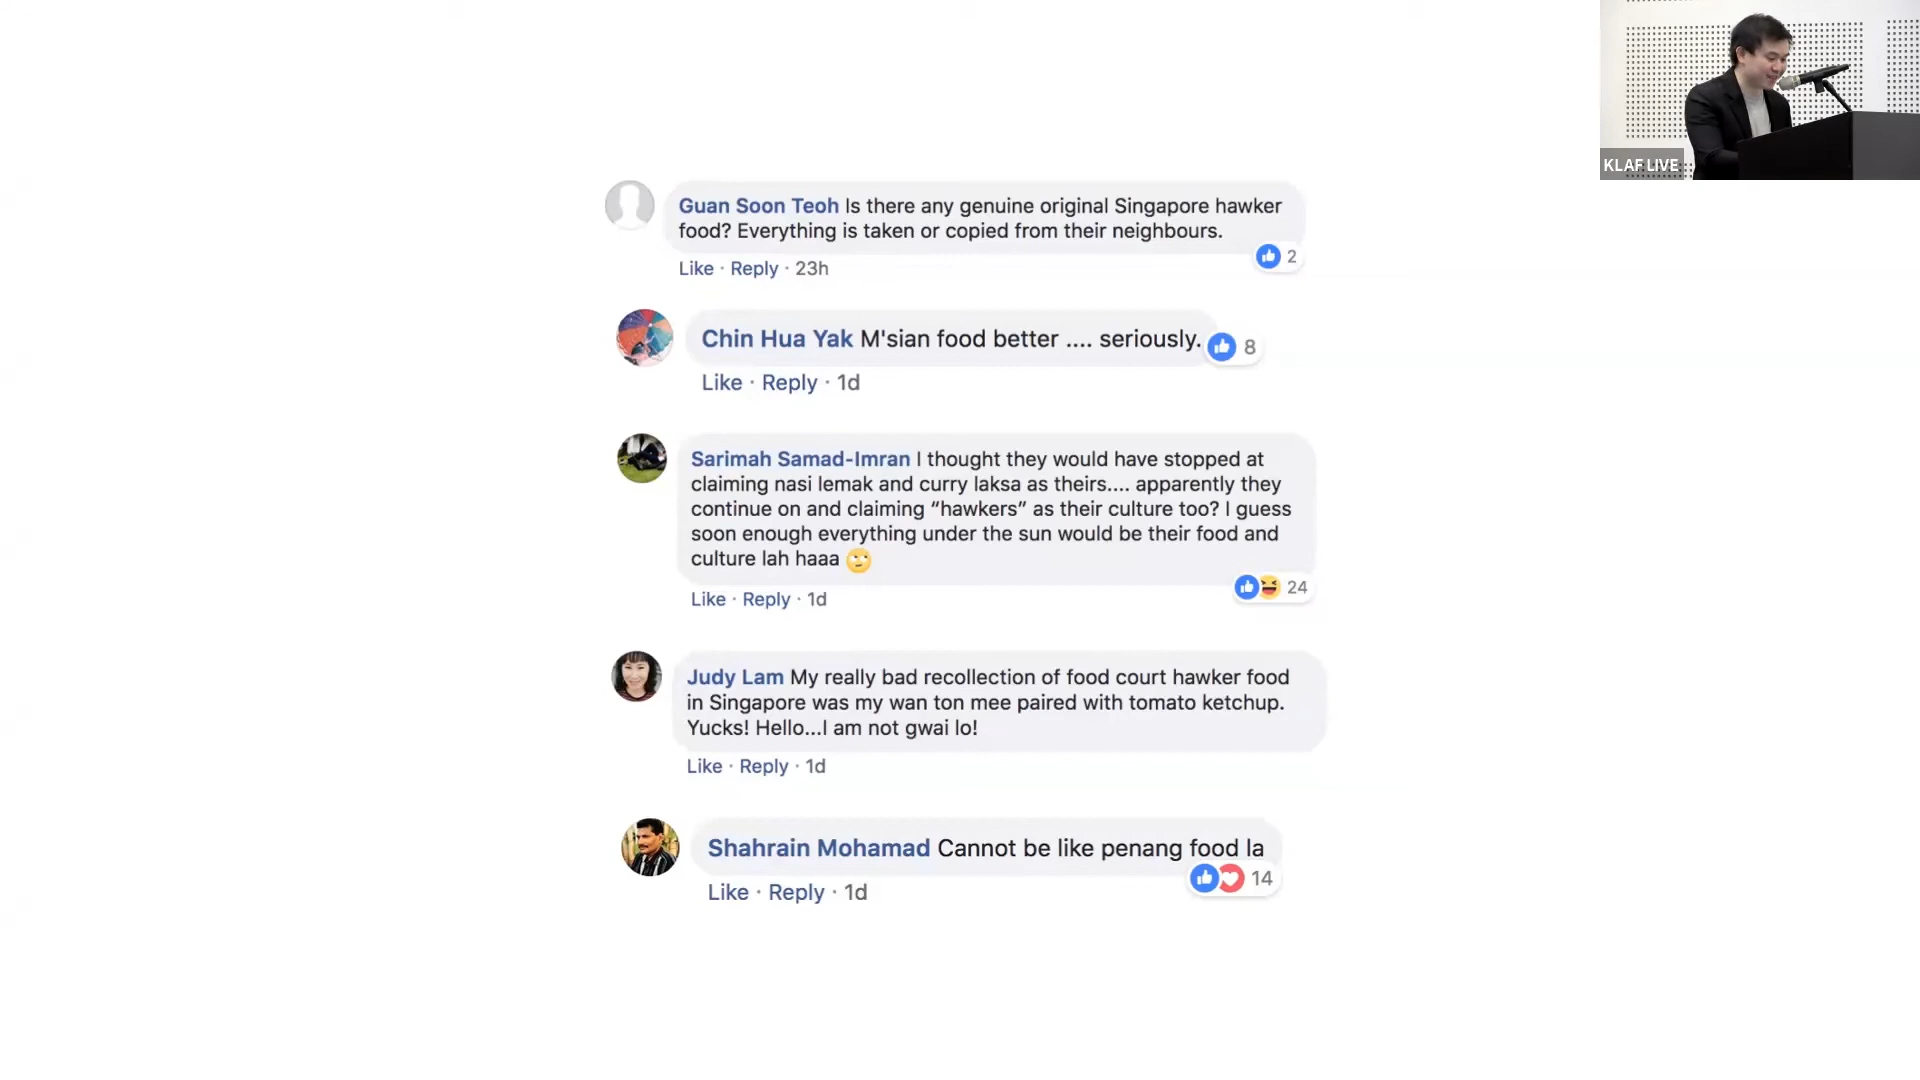 KLAF LIVE
Guan Soon Teoh Is there any genuine original Singapore hawker
food? Everything is taken or copied from their neighbours.
2
Like · Reply · 23h
Chin Hua Yak M'sian food better .... seriously.
8
Like · Reply · 1d
Sarimah Samad-Imran I thought they would have stopped at
claiming nasi lemak and curry laksa as theirs.... apparently they
continue on and claiming “hawkers” as their culture too? I guess
soon enough everything under the sun would be their food and
culture lah haaa 🙄
24
Like · Reply · 1d
Judy Lam My really bad recollection of food court hawker food
in Singapore was my wan ton mee paired with tomato ketchup.
Yucks! Hello...I am not gwai lo!
Like · Reply · 1d
Shahrain Mohamad Cannot be like penang food la
14
Like · Reply · 1d